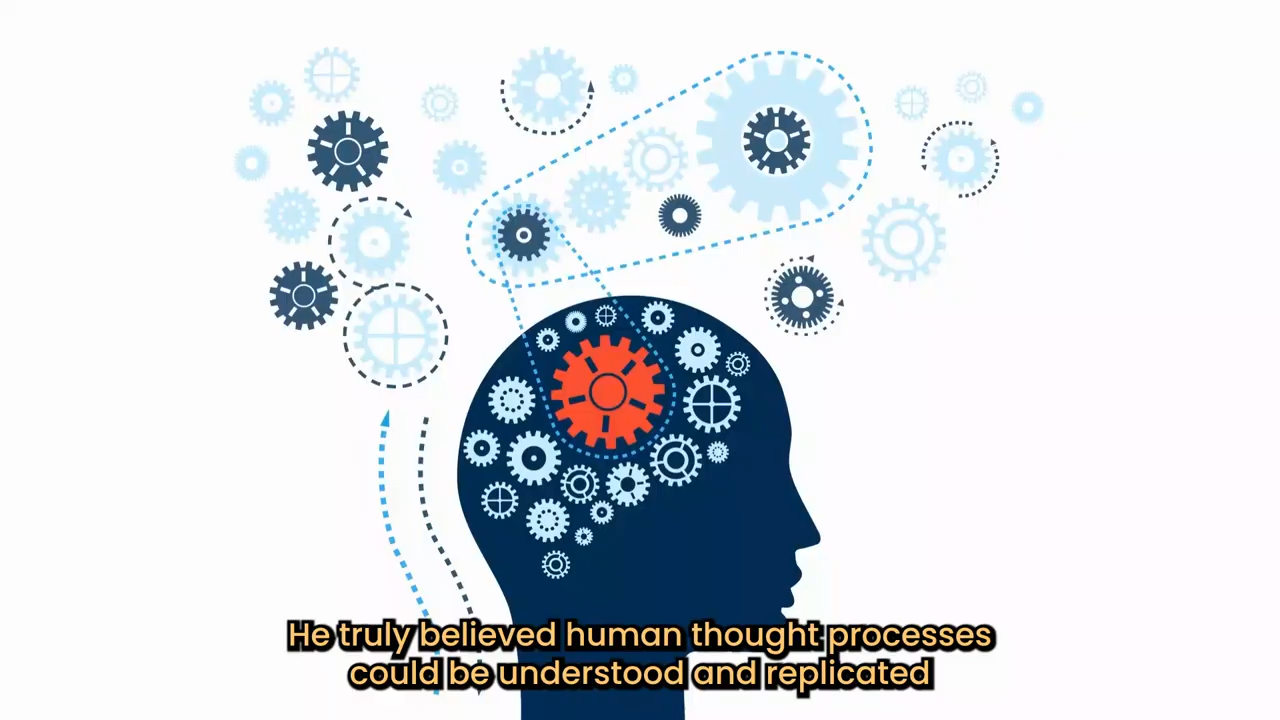 He truly believed human thought processes
could be understood and replicated